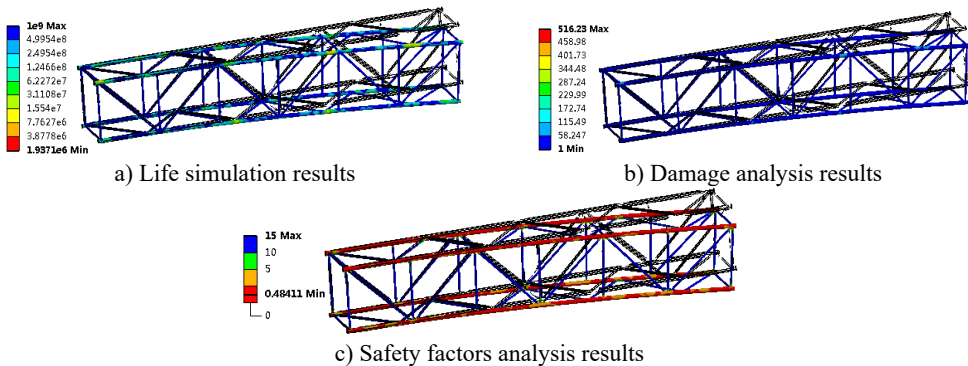 1e9 Max
4.9954e8
2.4954e8
1.2466e8
6.2272e7
3.1108e7
1.554e7
7.7627e6
3.8778e6
1.9371e6 Min
a) Life simulation results
516.23 Max
458.98
401.73
344.48
287.24
229.99
172.74
115.49
58.247
1 Min
b) Damage analysis results
15 Max
10
5
0.48411 Min
0
c) Safety factors analysis results